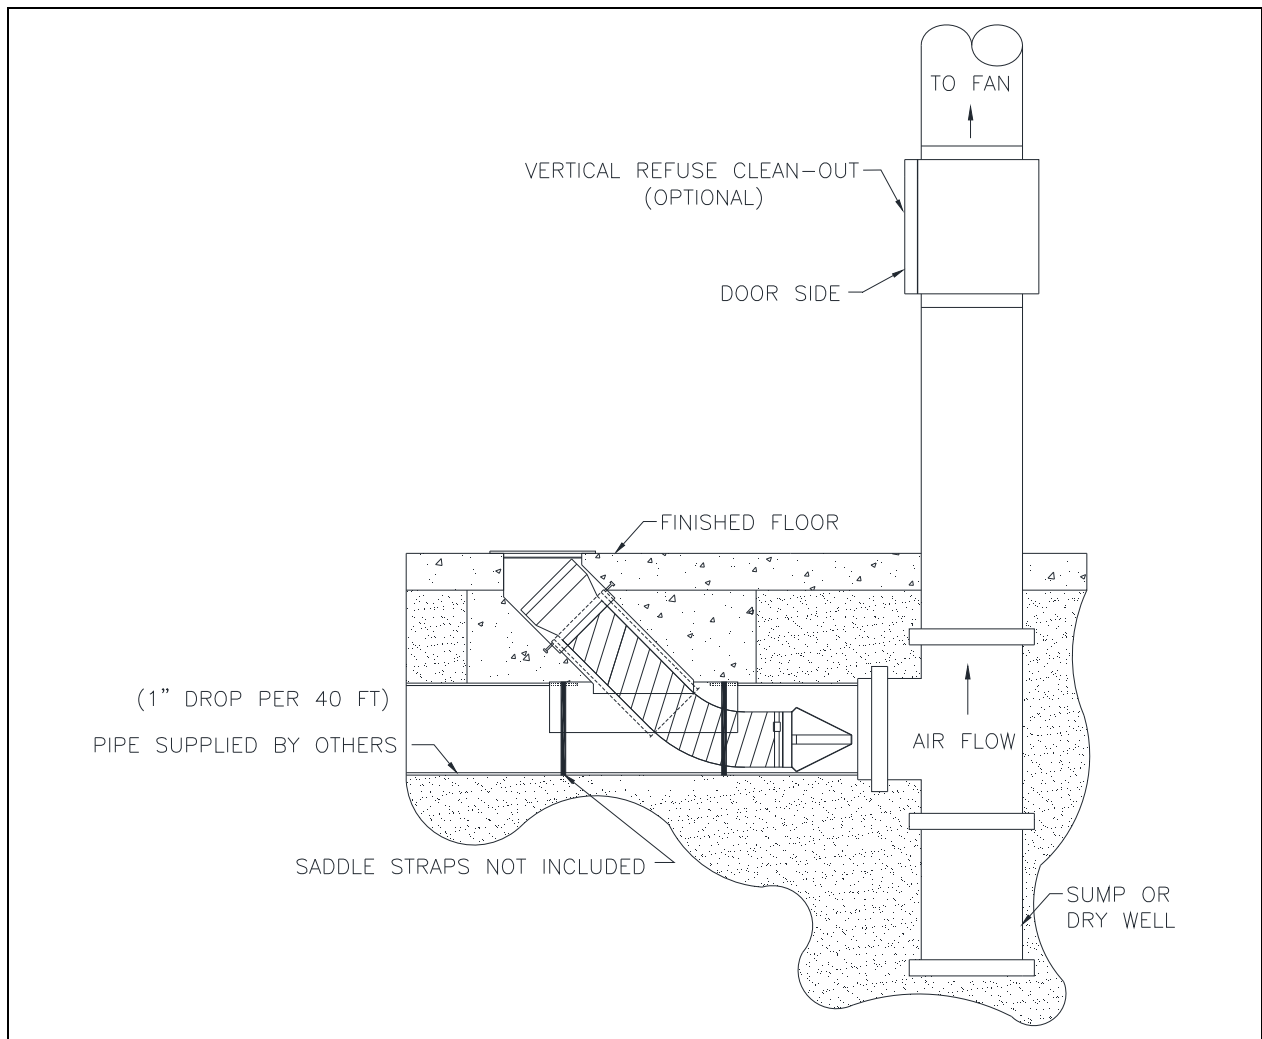 TO FAN
VERTICAL REFUSE CLEAN-OUT
(OPTIONAL)
DOOR SIDE
FINISHED FLOOR
(1” DROP PER 40 FT)
PIPE SUPPLIED BY OTHERS
AIR FLOW
SADDLE STRAPS NOT INCLUDED
SUMP OR
DRY WELL